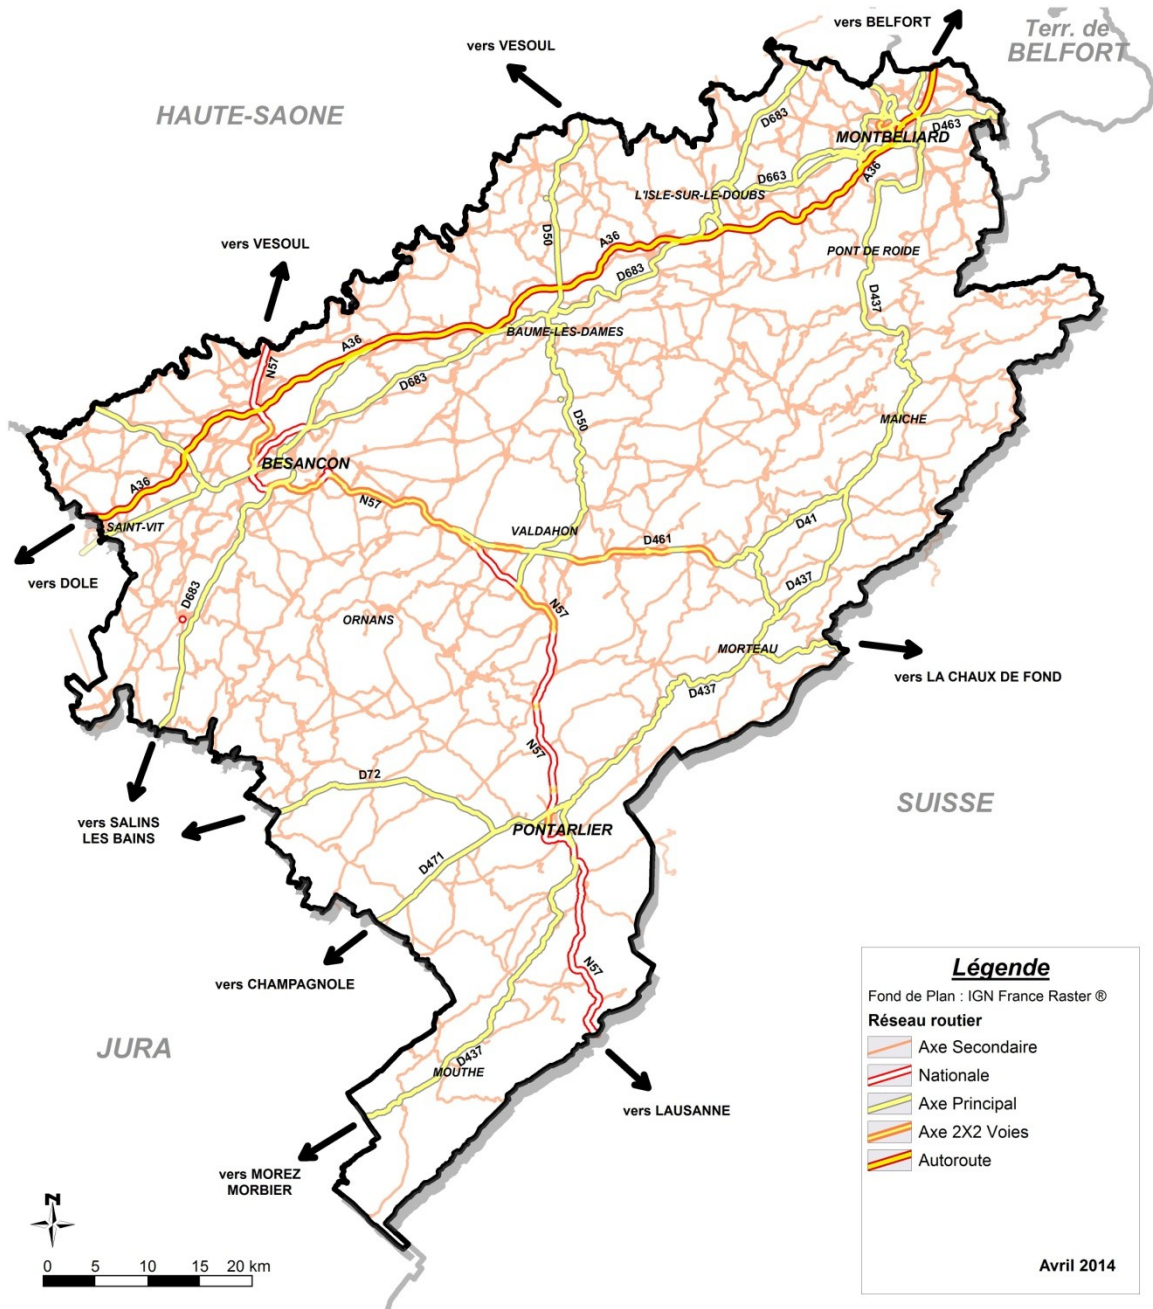 vers BELFORT
Terr. de
BELFORT
vers VESOUL
HAUTE-SAONE
D683
D463
MONTBELIARD
A36
D663
L'ISLE-SUR-LE-DOUBS
D50
A36
vers VESOUL
PONT DE ROIDE
D683
D437
BAUME-LES-DAMES
A36
N57
D683
D50
MAICHE
BESANCON
A36
N57
SAINT-VIT
VALDAHON
D41
D461
vers DOLE
D437
D683
N57
ORNANS
MORTEAU
vers LA CHAUX DE FOND
D437
N57
D72
SUISSE
vers SALINS
LES BAINS
PONTARLIER
D471
N57
vers CHAMPAGNOLE
JURA
D437
MOUTHE
vers LAUSANNE
vers MOREZ
MORBIER
Légende
Fond de Plan : IGN France Raster ®
Réseau routier
Axe Secondaire
Nationale
Axe Principal
Axe 2X2 Voies
Autoroute
Avril 2014
N
0 5 10 15 20 km